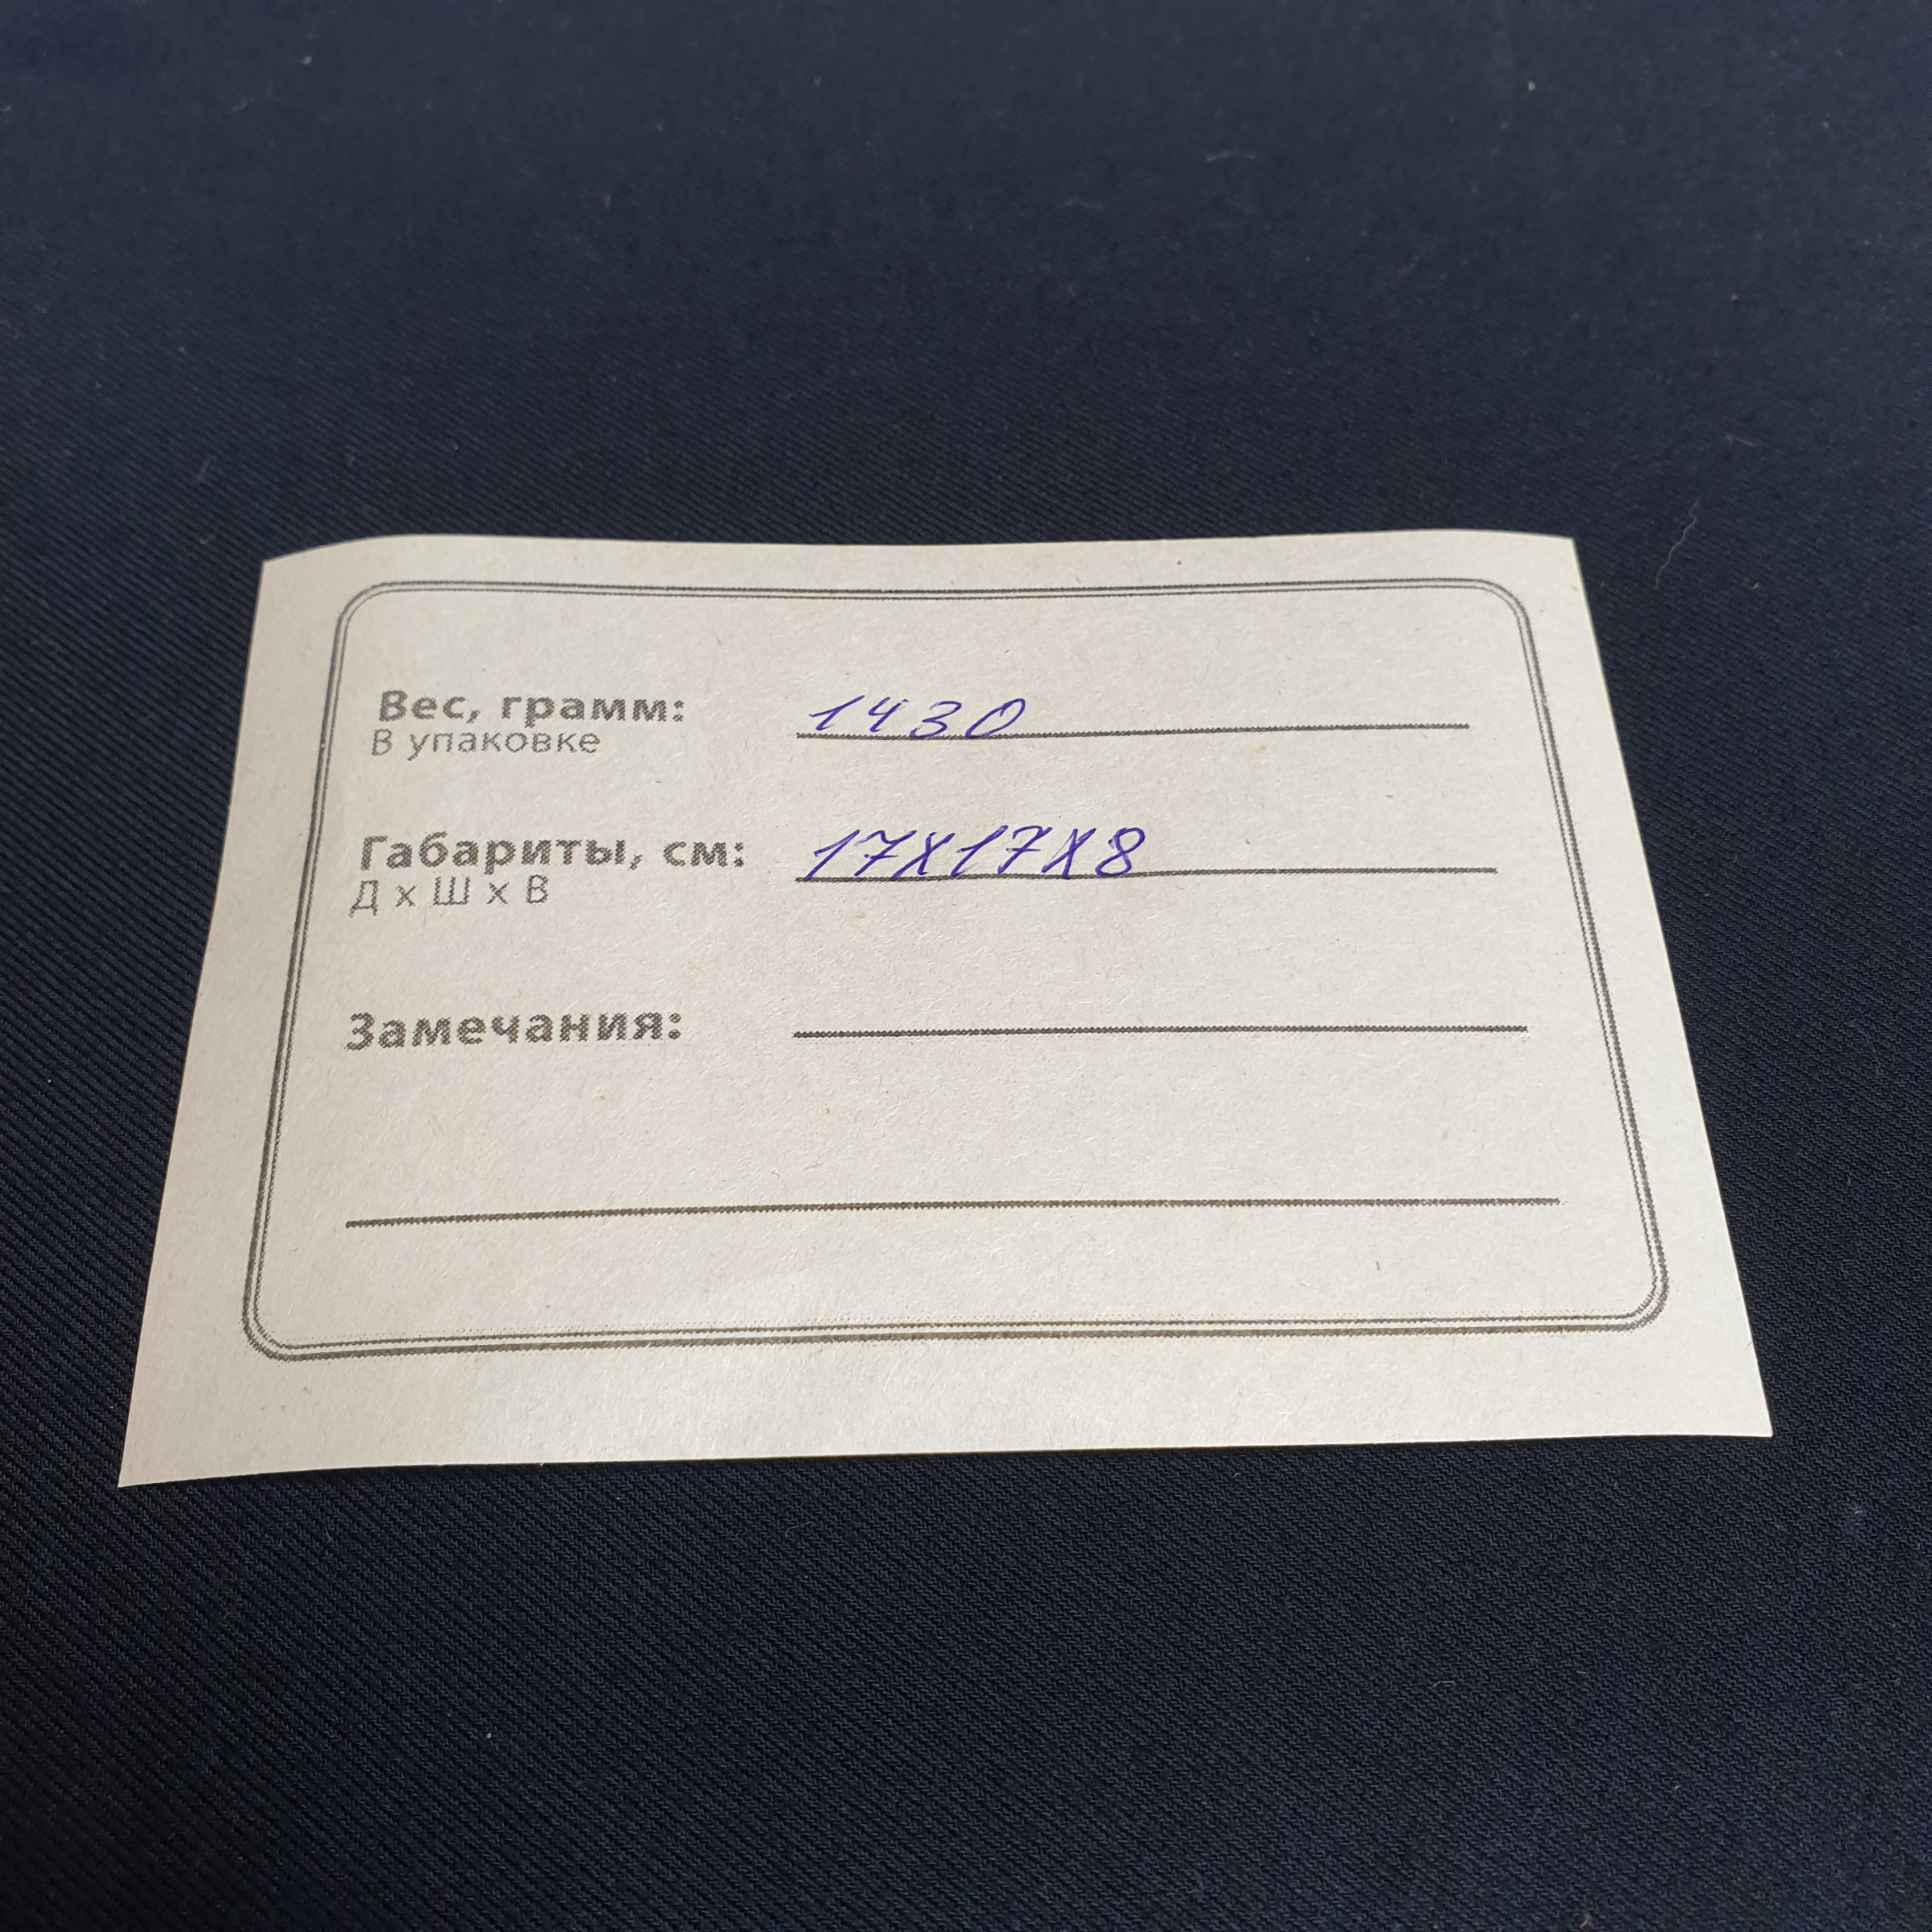 Вес, грамм: 1430
В упаковке
Габариты, см: 17X17X8
Д х Ш х В
Замечания: